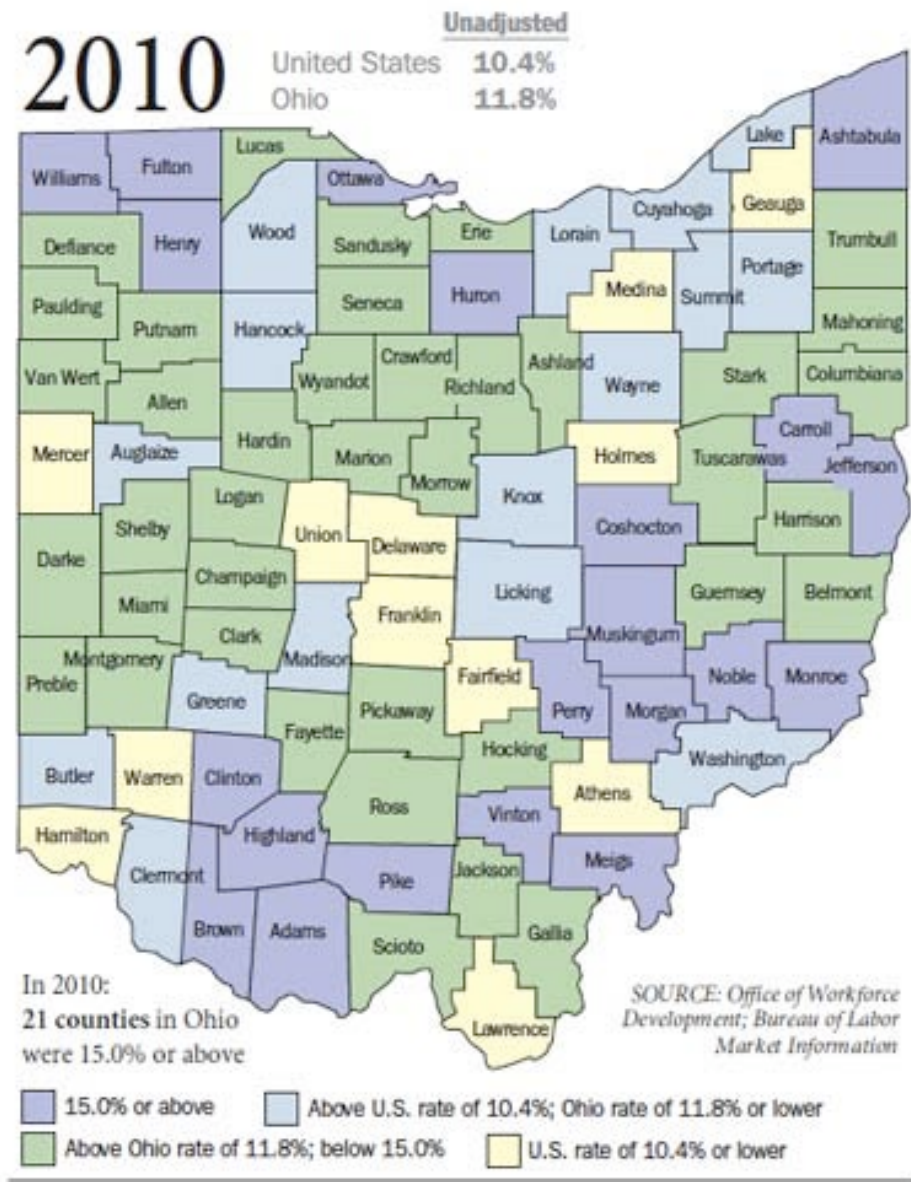 2010
Unadjusted
United States 10.4%
Ohio 11.8%
Lake
Ashtabula
Lucas
Fulton
Williams
Ottawa
Geauga
Cuyahoga
Wood
Lorain
Erie
Henry
Defiance
Sandusky
Trumbull
Portage
Medina
Summit
Huron
Seneca
Paulding
Putnam
Hancock
Mahoning
Crawford
Ashland
Van Wert
Wyandot
Richland
Wayne
Stark
Columbiana
Allen
Carroll
Hardin
Mercer
Auglaize
Marion
Holmes
Tuscarawas
Jefferson
Morrow
Logan
Knox
Shelby
Union
Coshocton
Harrison
Delaware
Darke
Champaign
Licking
Guernsey
Belmont
Miami
Franklin
Clark
Muskingum
Montgomery
Madison
Preble
Fairfield
Noble
Monroe
Greene
Pickaway
Perry
Morgan
Fayette
Hocking
Washington
Butler
Warren
Clinton
Athens
Ross
Vinton
Hamilton
Highland
Meigs
Clermont
Pike
Jackson
Brown
Adams
Scioto
Gallia
Lawrence
In 2010:
21 counties in Ohio
were 15.0% or above
SOURCE: Office of Workforce
Development; Bureau of Labor
Market Information
15.0% or above
Above U.S. rate of 10.4%; Ohio rate of 11.8% or lower
Above Ohio rate of 11.8%; below 15.0%
U.S. rate of 10.4% or lower